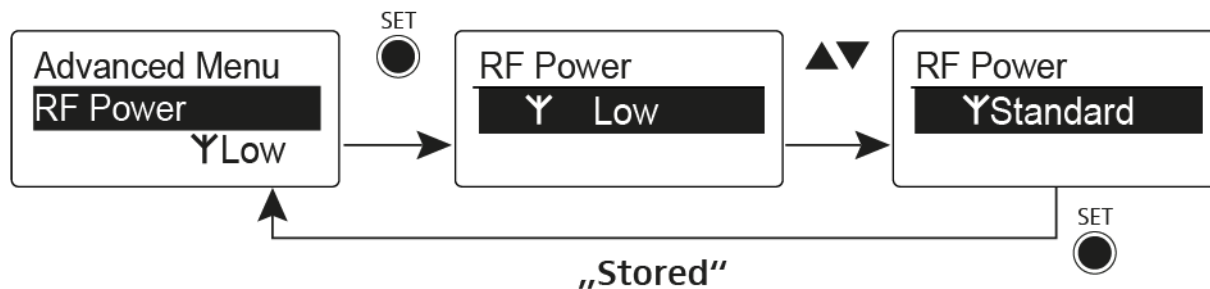 SET
Advanced Menu
RF Power
Low
RF Power
Low
RF Power
Standard
SET
„Stored“